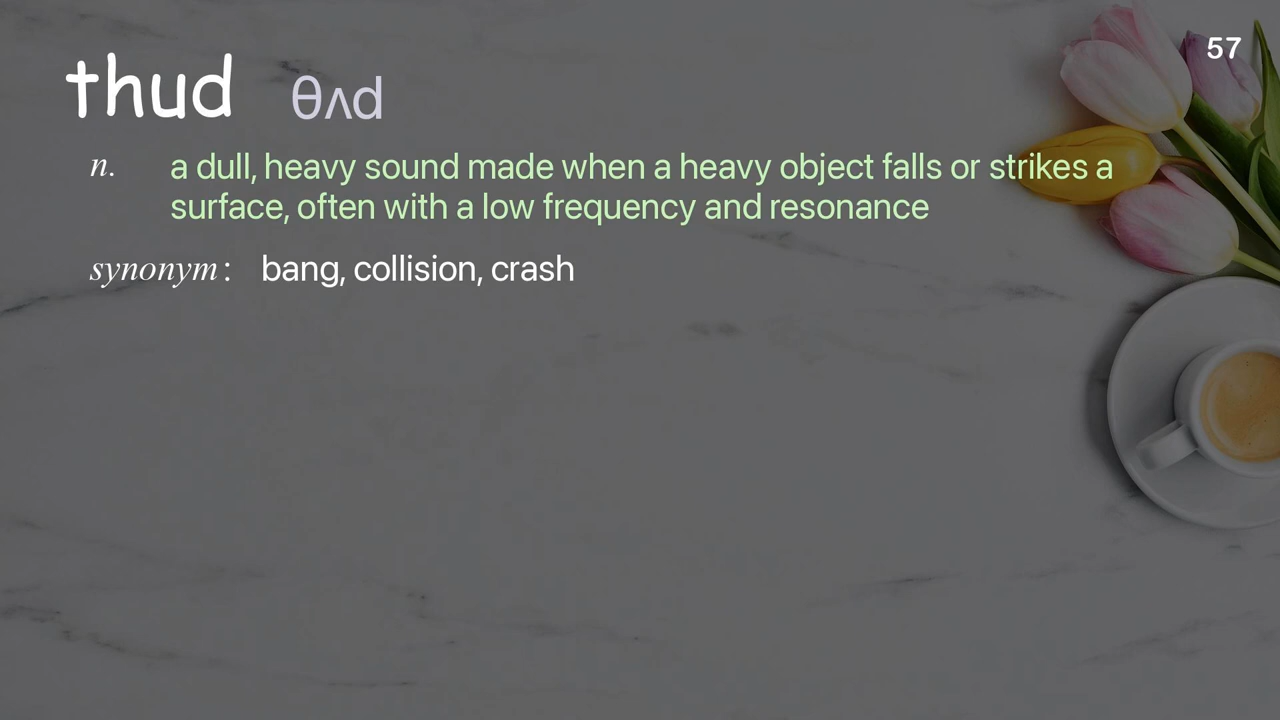 57
thud θʌd
n. a dull, heavy sound made when a heavy object falls or strikes a
surface, often with a low frequency and resonance
synonym: bang, collision, crash